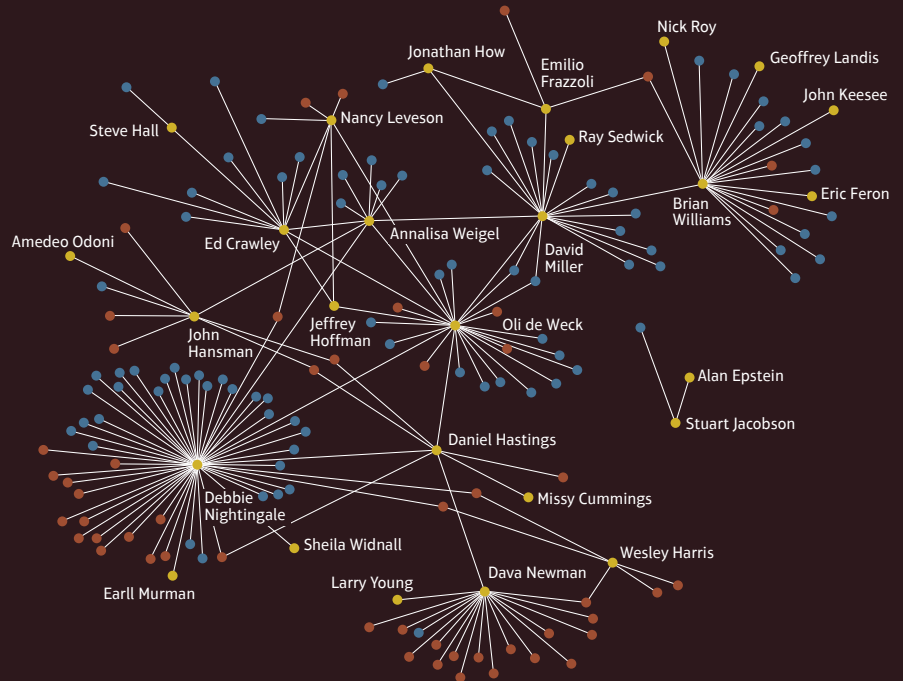 Nick Roy
Jonathan How
Emilio
Frazzoli
Geoffrey Landis
John Keesee
Nancy Leveson
Steve Hall
Ray Sedwick
Eric Feron
Brian
Williams
Amedeo Odoni
Ed Crawley
Annalisa Weigel
David
Miller
John
Hansman
Jeffrey
Hoffman
Oli de Weck
Alan Epstein
Stuart Jacobson
Daniel Hastings
Debbie
Nightingale
Missy Cummings
Sheila Widnall
Wesley Harris
Earll Murman
Larry Young
Dava Newman